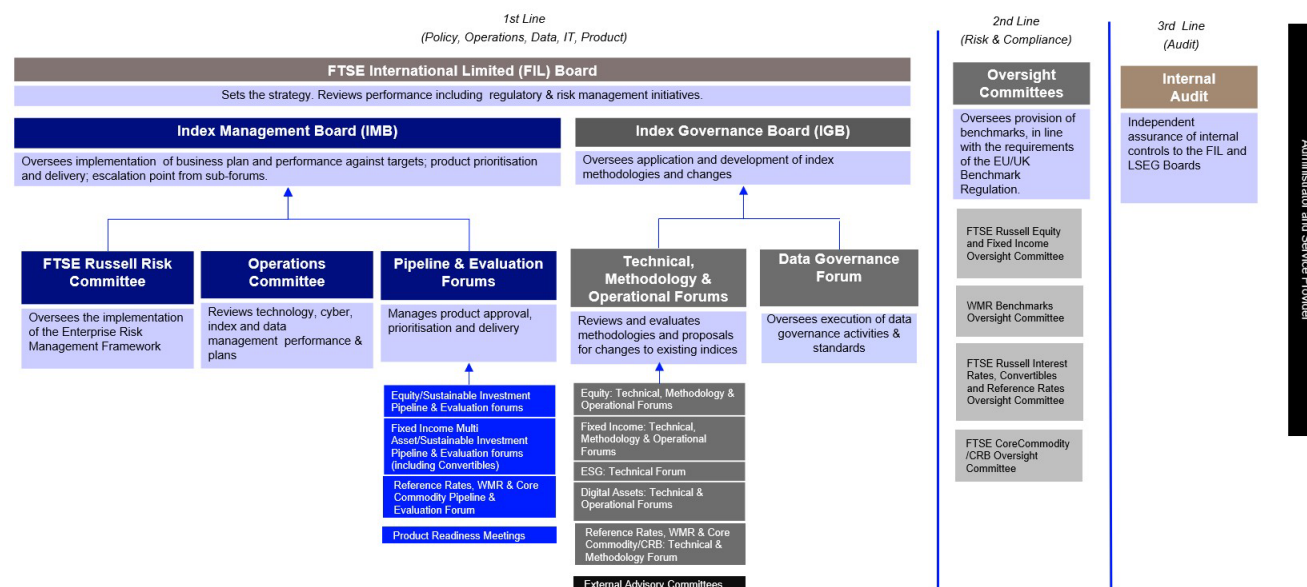 1st Line
(Policy, Operations, Data, IT, Product)
2nd Line
(Risk & Compliance)
3rd Line
(Audit)
FTSE International Limited (FIL) Board
Sets the strategy. Reviews performance including regulatory & risk management initiatives.
Index Management Board (IMB)
Oversees implementation of business plan and performance against targets; product prioritisation
and delivery; escalation point from sub-forums.
Index Governance Board (IGB)
Oversees application and development of index
methodologies and changes
FTSE Russell Risk
Committee
Oversees the implementation
of the Enterprise Risk
Management Framework
Operations
Committee
Reviews technology, cyber,
index and data
management performance &
plans
Pipeline & Evaluation
Forums
Manages product approval,
prioritisation and delivery
Equity/Sustainable Investment
Pipeline & Evaluation forums
Fixed Income Multi
Asset/Sustainable Investment
Pipeline & Evaluation forums
(including Convertibles)
Reference Rates, WMR & Core
Commodity Pipeline &
Evaluation Forum
Product Readiness Meetings
Technical,
Methodology &
Operational Forums
Reviews and evaluates
methodologies and proposals
for changes to existing indices
Equity: Technical, Methodology &
Operational Forums
Fixed Income: Technical,
Methodology & Operational
Forums
ESG: Technical Forum
Digital Assets: Technical &
Operational Forums
Reference Rates, WMR & Core
Commodity/CRB: Technical &
Methodology Forum
External Advisory Committees
Data Governance
Forum
Oversees execution of data
governance activities &
standards
Oversight
Committees
Oversees provision of
benchmarks, in line
with the requirements
of the EU/UK
Benchmark
Regulation.
FTSE Russell Equity
and Fixed Income
Oversight Committee
WMR Benchmarks
Oversight Committee
FTSE Russell Interest
Rates, Convertibles
and Reference Rates
Oversight Committee
FTSE CoreCommodity
/CRB Oversight
Committee
Internal
Audit
Independent
assurance of internal
controls to the FIL and
LSEG Boards
Administrator and Service Provider